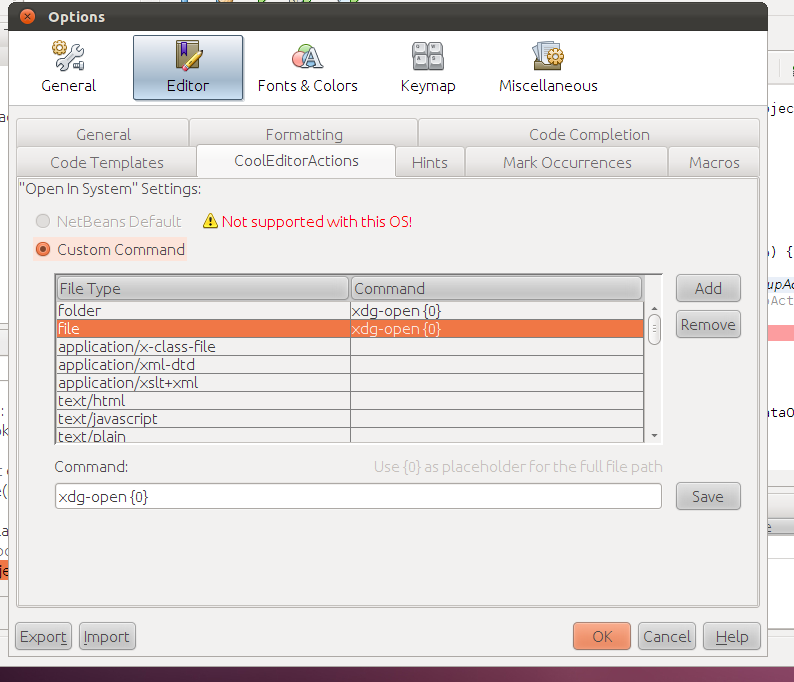 Options
General Editor Fonts & Colors Keymap Miscellaneous
General Formatting Code Completion
Code Templates CoolEditorActions Hints Mark Occurrences Macros
"Open In System" Settings:
NetBeans Default Not supported with this OS!
Custom Command
File Type Command
folder xdg-open {0}
file xdg-open {0}
application/x-class-file
application/xml-dtd
application/xslt+xml
text/html
text/javascript
text/plain
Add
Remove
Command: Use {0} as placeholder for the full file path
xdg-open {0} Save
Export Import OK Cancel Help